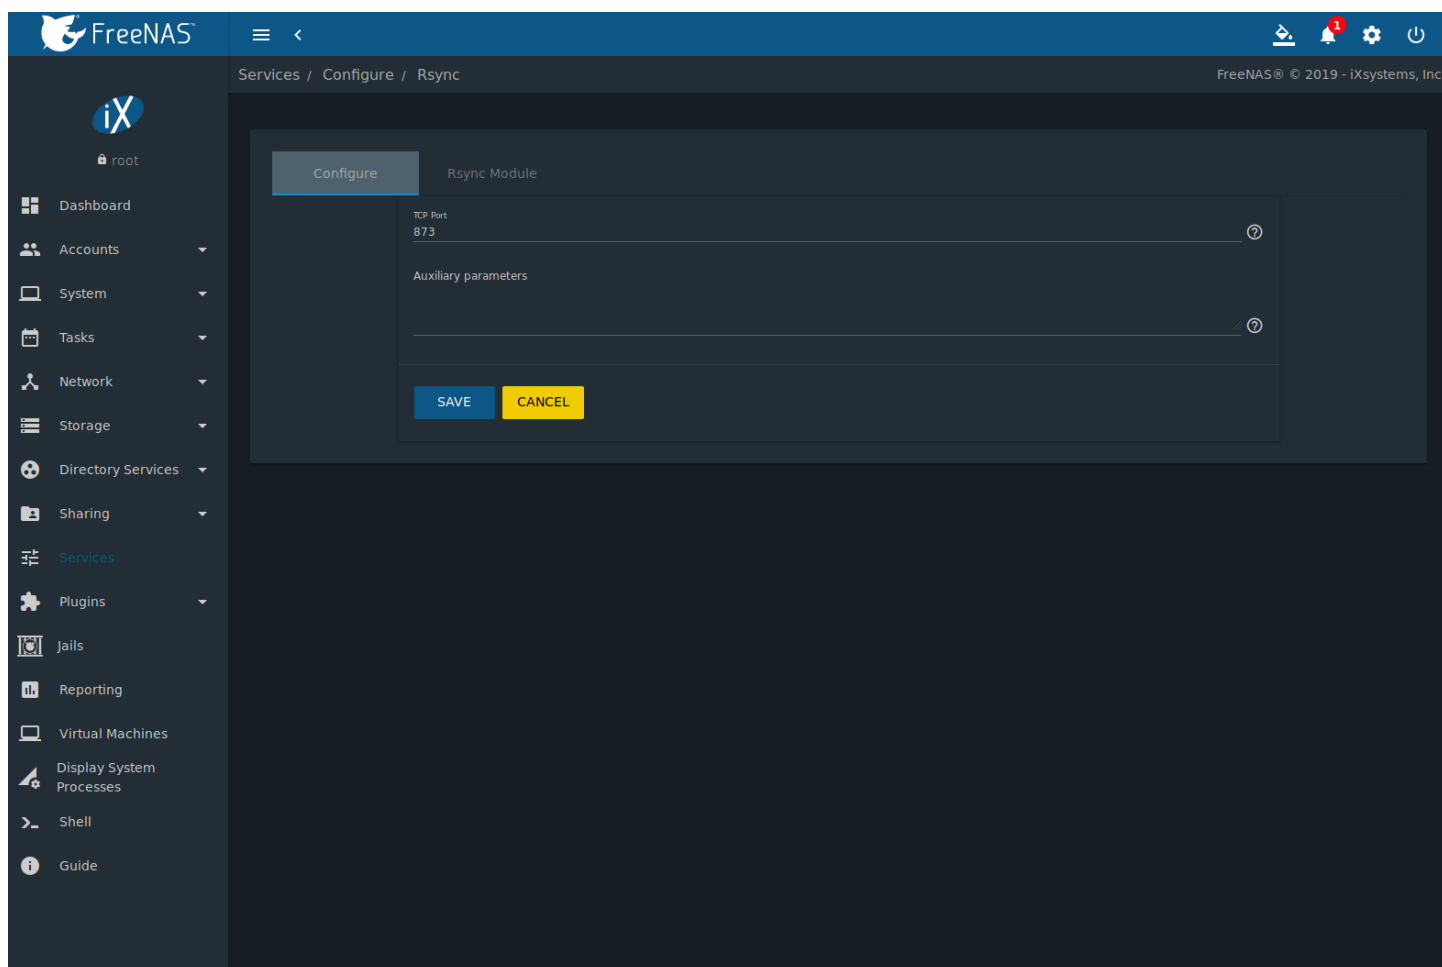 FreeNAS™
1
Services / Configure / Rsync
FreeNAS® © 2019 - iXsystems, Inc
iX
root
Dashboard
Accounts
System
Tasks
Network
Storage
Directory Services
Sharing
Services
Plugins
Jails
Reporting
Virtual Machines
Display System
Processes
Shell
Guide
Configure
Rsync Module
TCP Port
873
Auxiliary parameters
SAVE
CANCEL